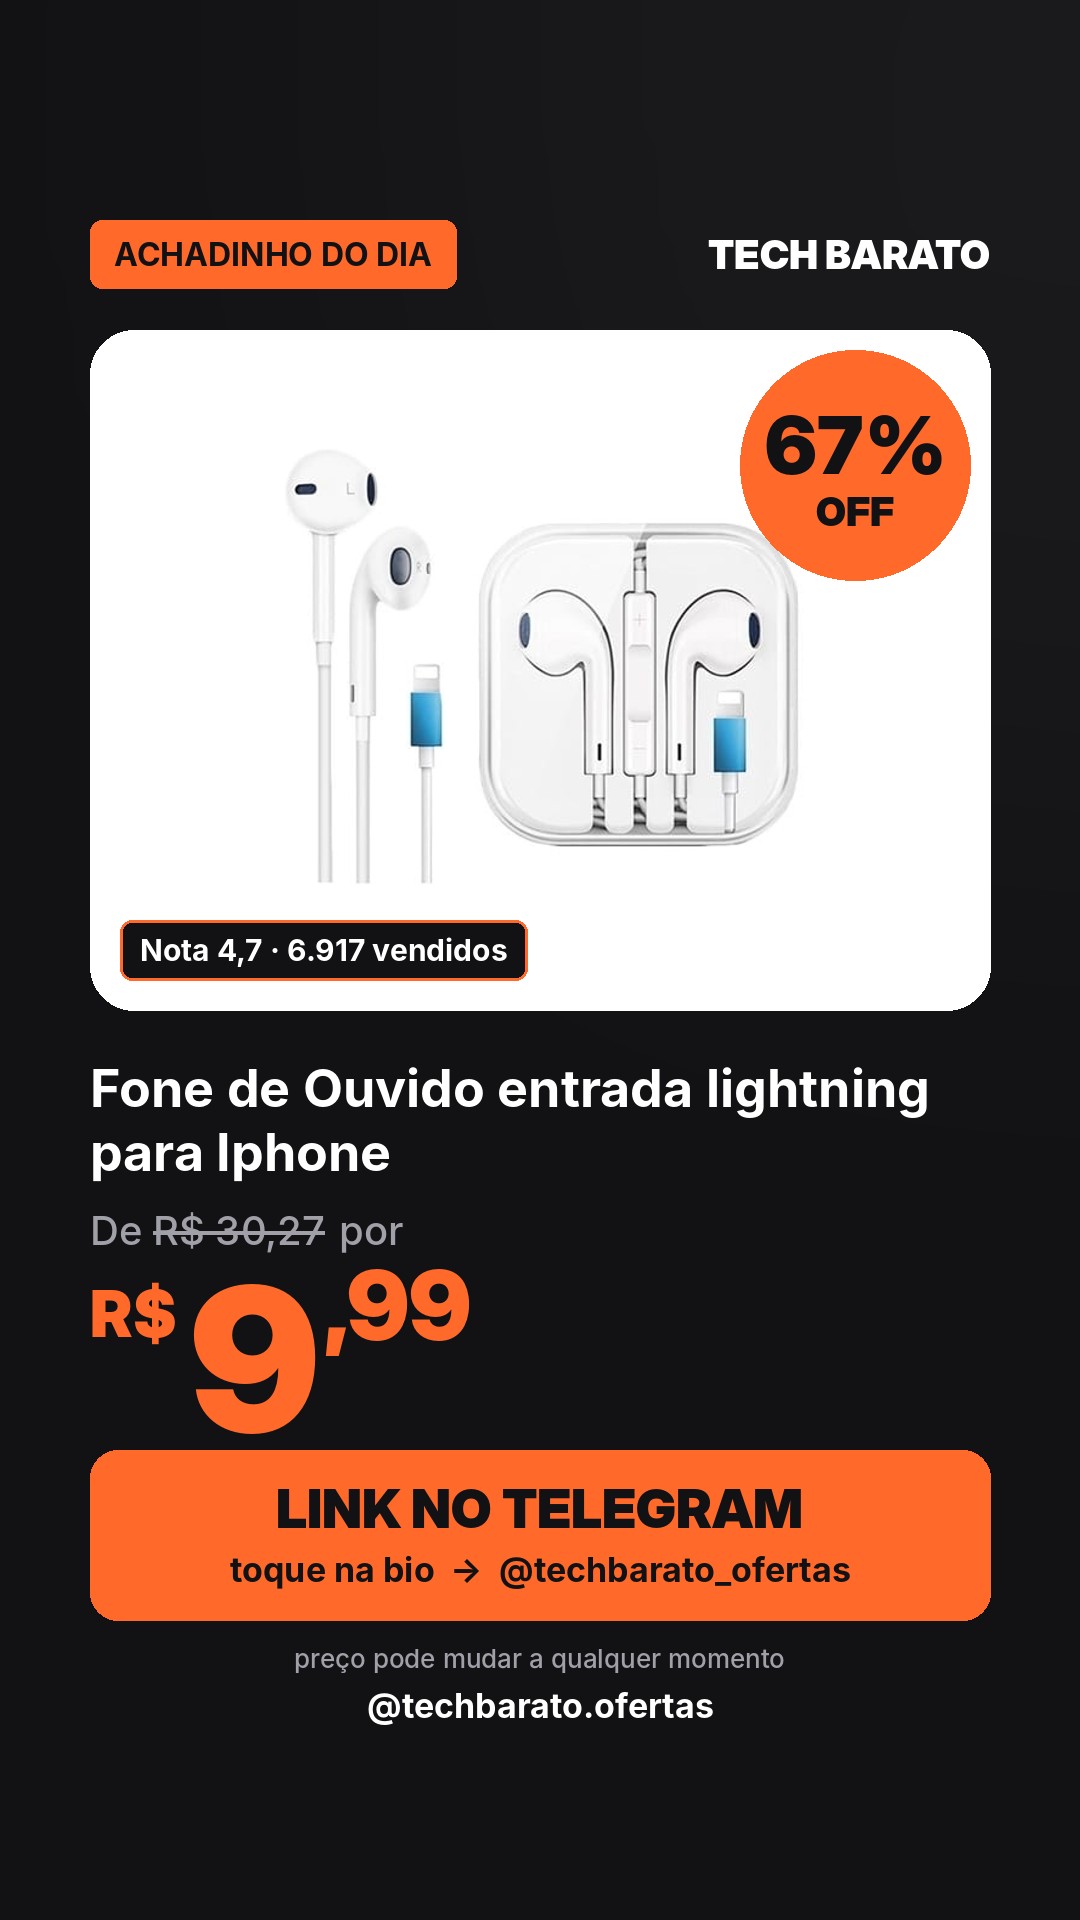 ACHADINHO DO DIA
TECH BARATO
67%
OFF
L
R
Nota 4,7 · 6.917 vendidos
Fone de Ouvido entrada lightning
para Iphone
De R$ 30,27 por
R$ 9,99
LINK NO TELEGRAM
toque na bio → @techbarato_ofertas
preço pode mudar a qualquer momento
@techbarato.ofertas